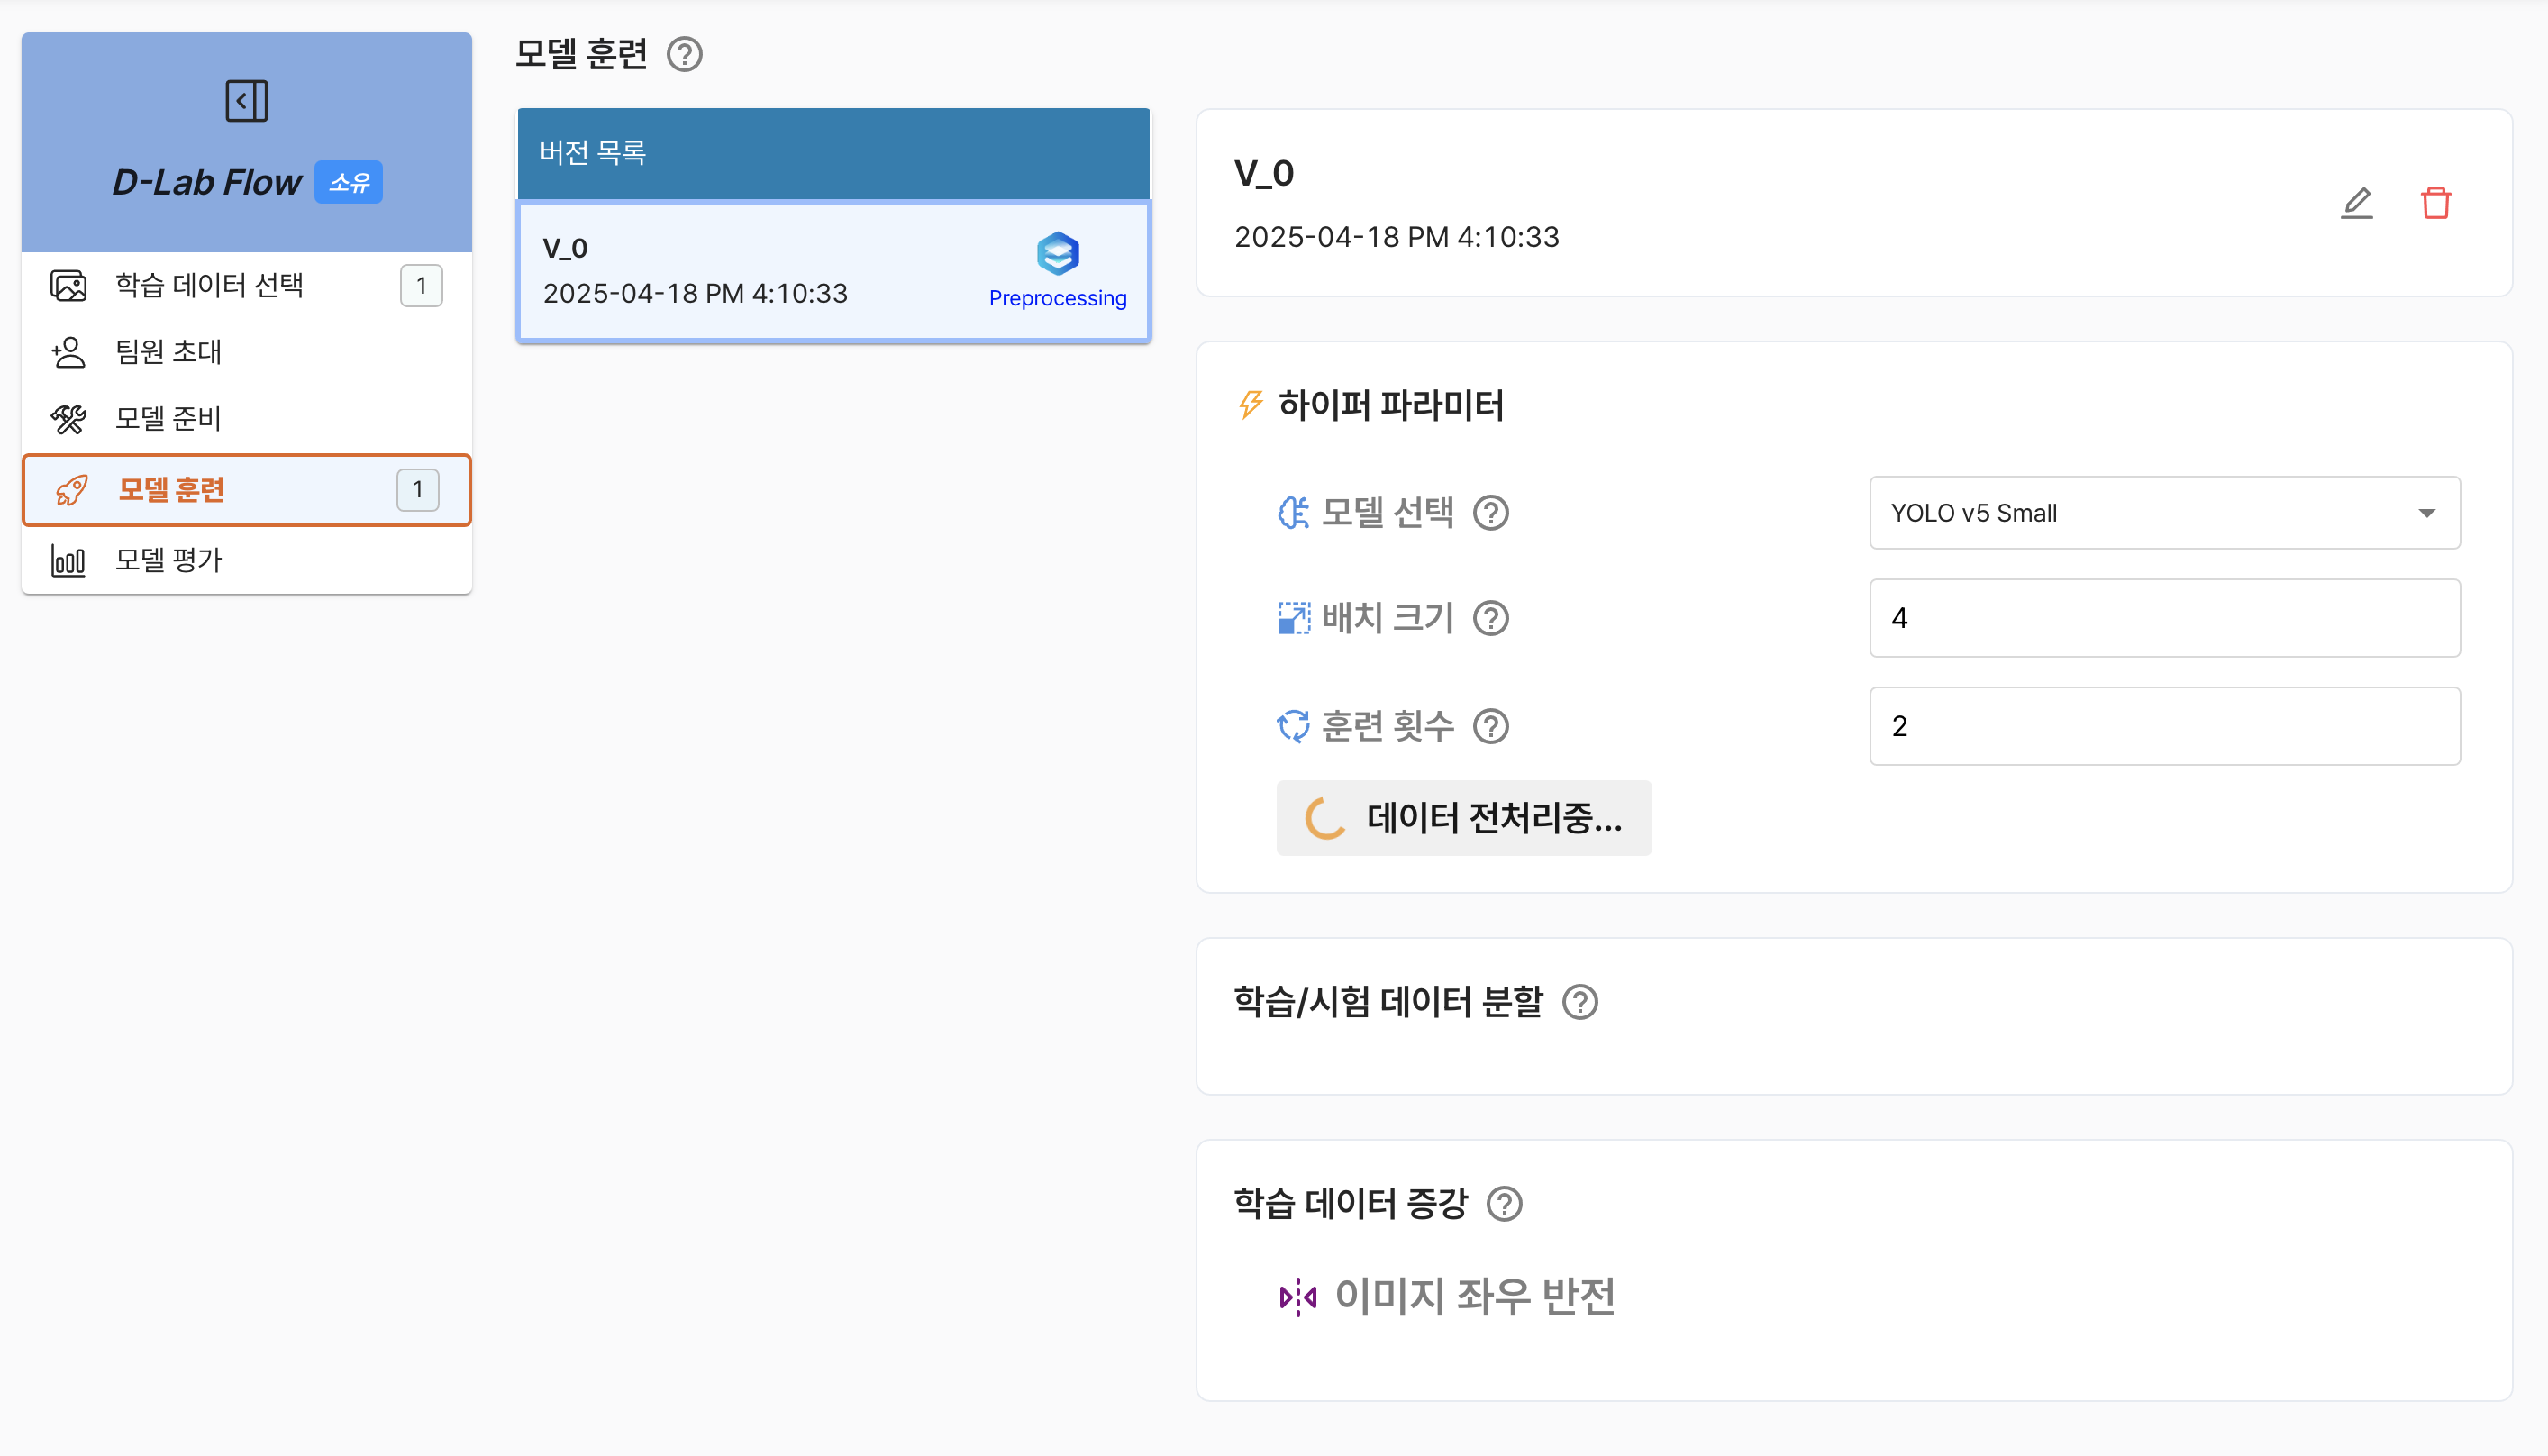 D-Lab Flow 소유
학습 데이터 선택 1
팀원 초대
모델 준비
모델 훈련 1
모델 평가
모델 훈련 ?
버전 목록
V_0
2025-04-18 PM 4:10:33
Preprocessing
V_0
2025-04-18 PM 4:10:33
하이퍼 파라미터
모델 선택 ?
YOLO v5 Small
배치 크기 ?
4
훈련 횟수 ?
2
데이터 전처리중...
학습/시험 데이터 분할 ?
학습 데이터 증강 ?
이미지 좌우 반전